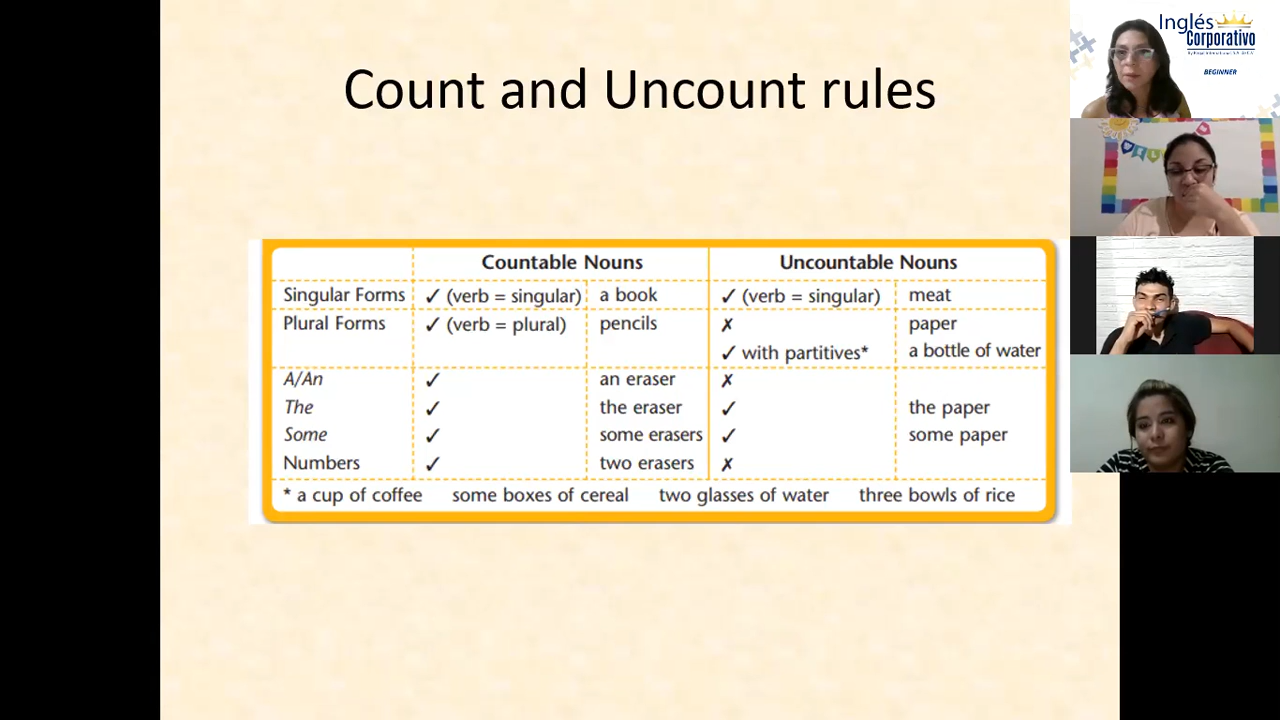 Count and Uncount rules
Countable Nouns Uncountable Nouns
Singular Forms ✓ (verb = singular) a book ✓ (verb = singular) meat
Plural Forms ✓ (verb = plural) pencils ✗ paper
✓ with partitives* a bottle of water
A/An ✓ an eraser ✗
The ✓ the eraser ✓ the paper
Some ✓ some erasers ✓ some paper
Numbers ✓ two erasers ✗
* a cup of coffee some boxes of cereal two glasses of water three bowls of rice
Inglés
Corporativo
BEGINNER